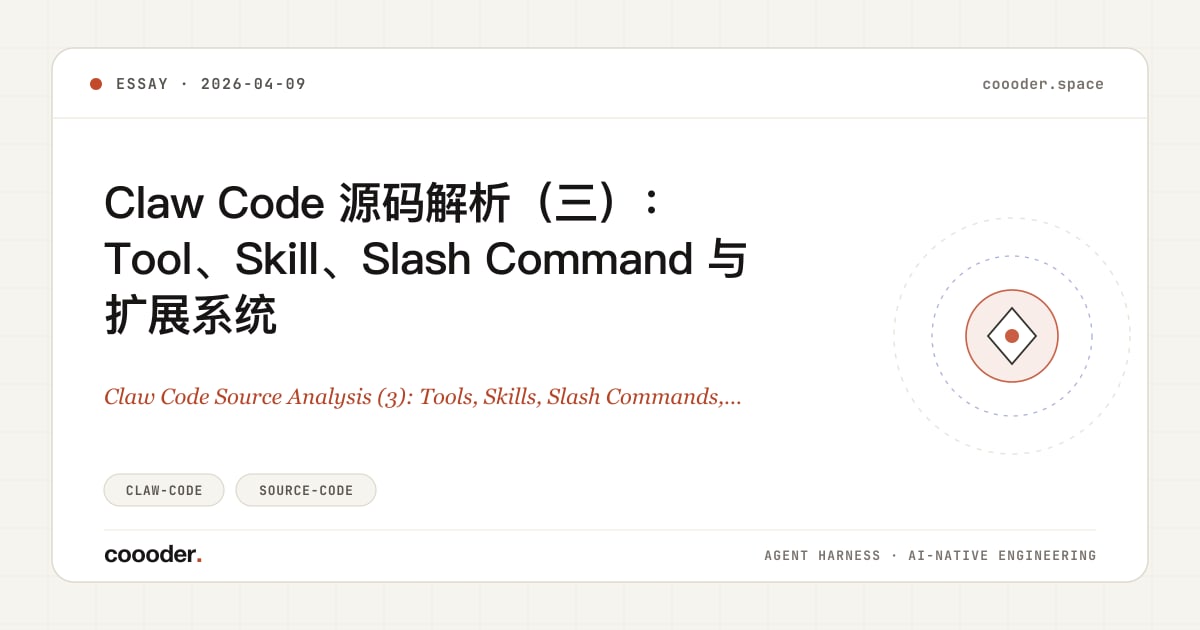 ESSAY · 2026-04-09
coooder.space
Claw Code 源码解析（三）：
Tool、Skill、Slash Command 与
扩展系统
Claw Code Source Analysis (3): Tools, Skills, Slash Commands,...
CLAW-CODE
SOURCE-CODE
coooder.
AGENT HARNESS · AI-NATIVE ENGINEERING